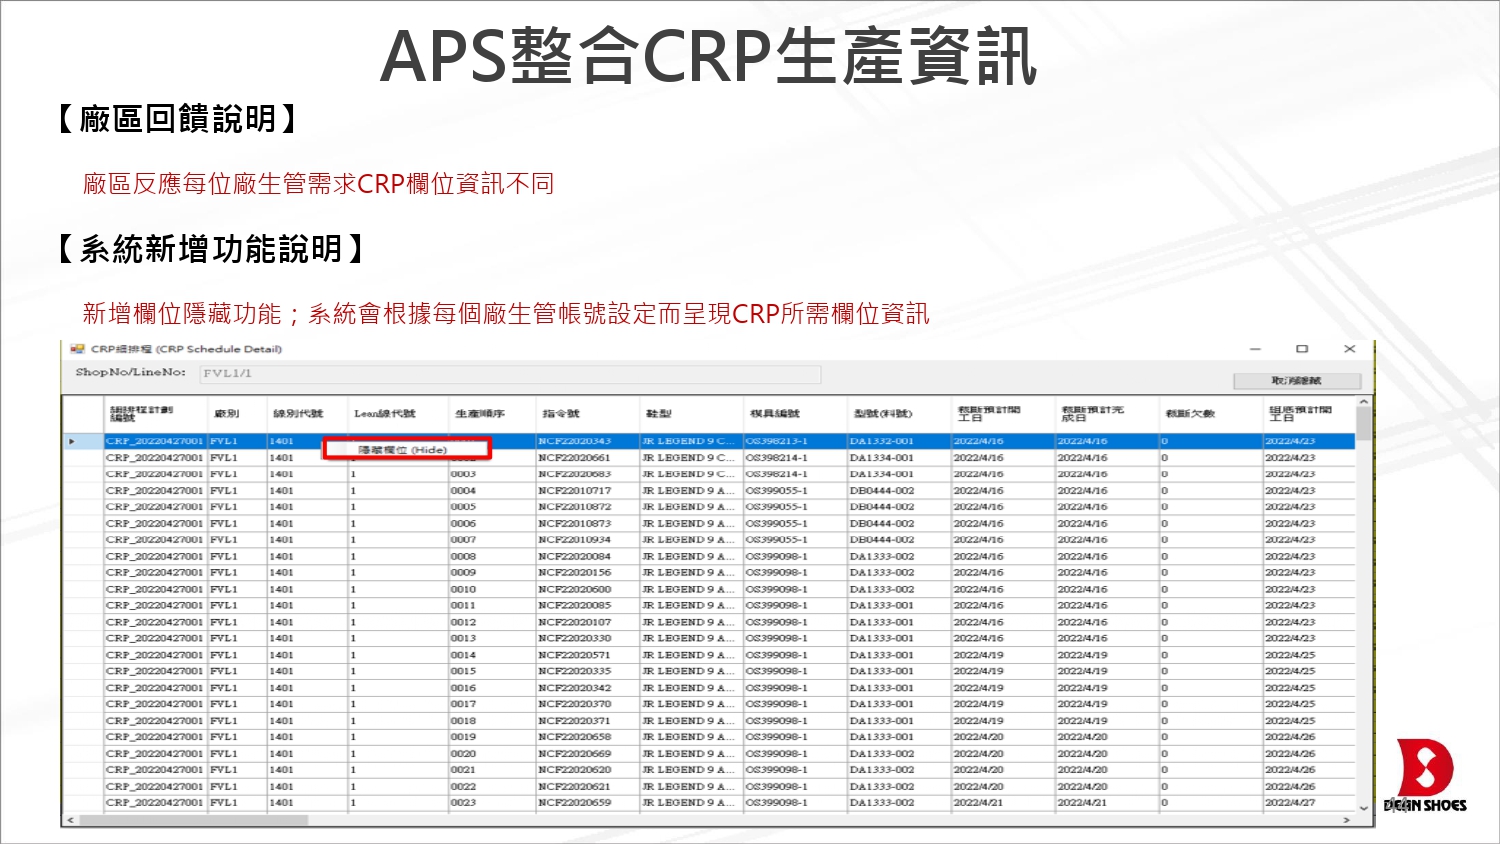 APS整合CRP生產資訊
【廠區回饋說明】
廠區反應每位廠生管需求CRP欄位資訊不同
【系統新增功能說明】
新增欄位隱藏功能；系統會根據每個廠生管帳號設定而呈現CRP所需欄位資訊
CRP細排程 (CRP Schedule Detail)
ShopNo/LineNo: FVL1/1 取消隱藏
細排程計劃編號 廠別 線別代號 Lean線代號 生產順序 指令號 鞋型 模具編號 型號(料號) 裁斷預計開工日 裁斷預計完成日 裁斷欠數 組底預計開工日
CRP_20220427001 FVL1 1401 NCF22020343 JR LEGEND 9 C... OS398213-1 DA1332-001 2022/4/16 2022/4/16 0 2022/4/23
隱藏欄位 (Hide)
CRP_20220427001 FVL1 1401 NCF22020661 JR LEGEND 9 C... OS398214-1 DA1334-001 2022/4/16 2022/4/16 0 2022/4/23
CRP_20220427001 FVL1 1401 1 0003 NCF22020683 JR LEGEND 9 C... OS398214-1 DA1334-001 2022/4/16 2022/4/16 0 2022/4/23
CRP_20220427001 FVL1 1401 1 0004 NCF22010717 JR LEGEND 9 A... OS399055-1 DB0444-002 2022/4/16 2022/4/16 0 2022/4/23
CRP_20220427001 FVL1 1401 1 0005 NCF22010872 JR LEGEND 9 A... OS399055-1 DB0444-002 2022/4/16 2022/4/16 0 2022/4/23
CRP_20220427001 FVL1 1401 1 0006 NCF22010873 JR LEGEND 9 A... OS399055-1 DB0444-002 2022/4/16 2022/4/16 0 2022/4/23
CRP_20220427001 FVL1 1401 1 0007 NCF22010934 JR LEGEND 9 A... OS399055-1 DB0444-002 2022/4/16 2022/4/16 0 2022/4/23
CRP_20220427001 FVL1 1401 1 0008 NCF22020084 JR LEGEND 9 A... OS399098-1 DA1333-002 2022/4/16 2022/4/16 0 2022/4/23
CRP_20220427001 FVL1 1401 1 0009 NCF22020156 JR LEGEND 9 A... OS399098-1 DA1333-002 2022/4/16 2022/4/16 0 2022/4/23
CRP_20220427001 FVL1 1401 1 0010 NCF22020600 JR LEGEND 9 A... OS399098-1 DA1333-002 2022/4/16 2022/4/16 0 2022/4/23
CRP_20220427001 FVL1 1401 1 0011 NCF22020085 JR LEGEND 9 A... OS399098-1 DA1333-001 2022/4/16 2022/4/16 0 2022/4/23
CRP_20220427001 FVL1 1401 1 0012 NCF22020107 JR LEGEND 9 A... OS399098-1 DA1333-001 2022/4/16 2022/4/16 0 2022/4/23
CRP_20220427001 FVL1 1401 1 0013 NCF22020330 JR LEGEND 9 A... OS399098-1 DA1333-001 2022/4/16 2022/4/16 0 2022/4/23
CRP_20220427001 FVL1 1401 1 0014 NCF22020571 JR LEGEND 9 A... OS399098-1 DA1333-001 2022/4/19 2022/4/19 0 2022/4/25
CRP_20220427001 FVL1 1401 1 0015 NCF22020335 JR LEGEND 9 A... OS399098-1 DA1333-001 2022/4/19 2022/4/19 0 2022/4/25
CRP_20220427001 FVL1 1401 1 0016 NCF22020342 JR LEGEND 9 A... OS399098-1 DA1333-001 2022/4/19 2022/4/19 0 2022/4/25
CRP_20220427001 FVL1 1401 1 0017 NCF22020370 JR LEGEND 9 A... OS399098-1 DA1333-001 2022/4/19 2022/4/19 0 2022/4/25
CRP_20220427001 FVL1 1401 1 0018 NCF22020371 JR LEGEND 9 A... OS399098-1 DA1333-001 2022/4/19 2022/4/19 0 2022/4/25
CRP_20220427001 FVL1 1401 1 0019 NCF22020658 JR LEGEND 9 A... OS399098-1 DA1333-001 2022/4/20 2022/4/20 0 2022/4/26
CRP_20220427001 FVL1 1401 1 0020 NCF22020669 JR LEGEND 9 A... OS399098-1 DA1333-002 2022/4/20 2022/4/20 0 2022/4/26
CRP_20220427001 FVL1 1401 1 0021 NCF22020620 JR LEGEND 9 A... OS399098-1 DA1333-002 2022/4/20 2022/4/20 0 2022/4/26
CRP_20220427001 FVL1 1401 1 0022 NCF22020621 JR LEGEND 9 A... OS399098-1 DA1333-002 2022/4/20 2022/4/20 0 2022/4/26
CRP_20220427001 FVL1 1401 1 0023 NCF22020659 JR LEGEND 9 A... OS399098-1 DA1333-002 2022/4/21 2022/4/21 0 2022/4/27
DEAN SHOES
44